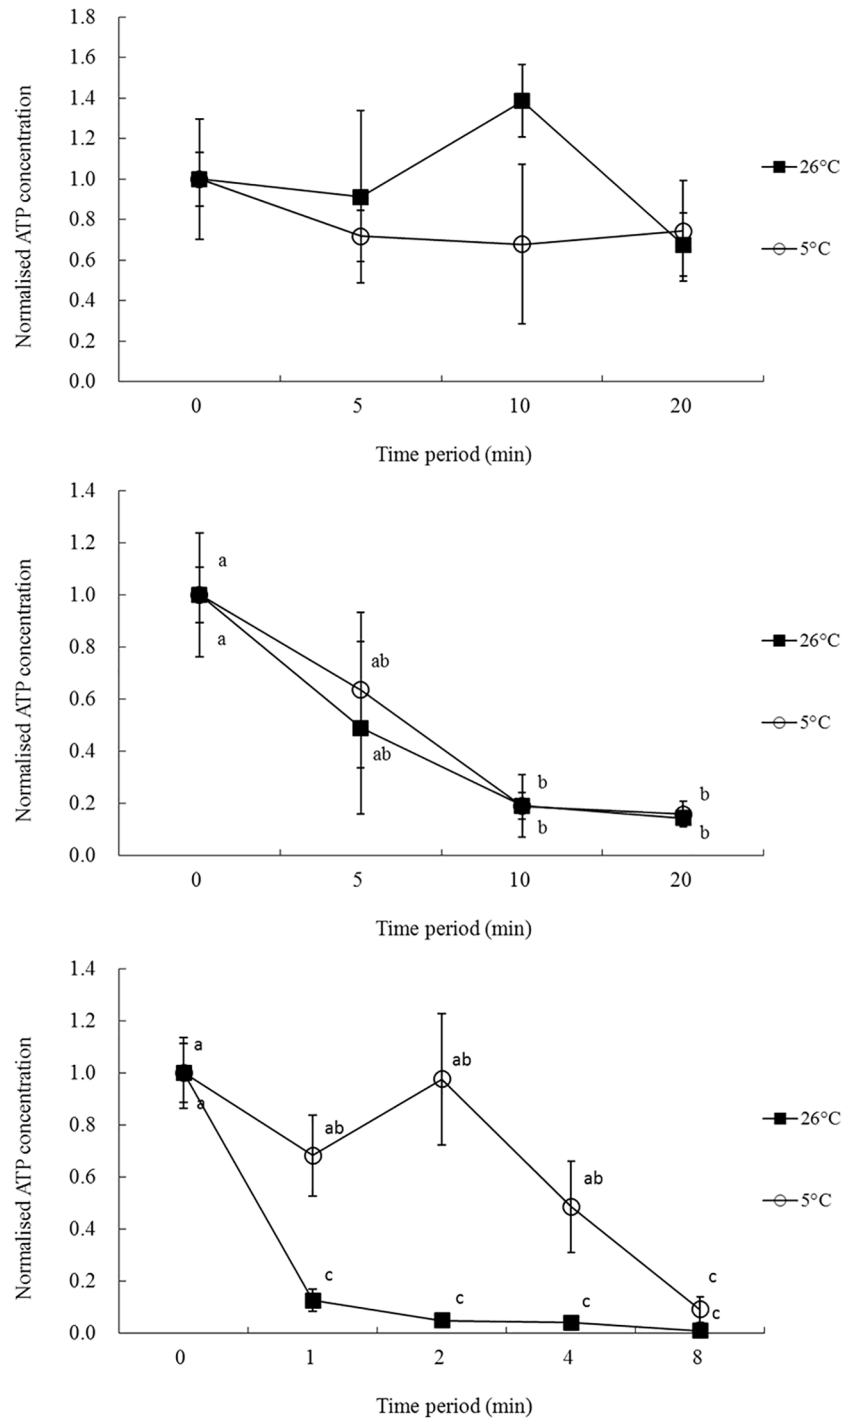 1.8
1.6
1.4
1.2
1.0
0.8
0.6
0.4
0.2
0.0
Normalised ATP concentration
26°C
5°C
0 5 10 20
Time period (min)
1.4
1.2
1.0
0.8
0.6
0.4
0.2
0.0
Normalised ATP concentration
a
a
ab
ab
b
b
b
b
26°C
5°C
0 5 10 20
Time period (min)
1.4
1.2
1.0
0.8
0.6
0.4
0.2
0.0
Normalised ATP concentration
a
a
ab
ab
ab
c
c
c
c
c
26°C
5°C
0 1 2 4 8
Time period (min)